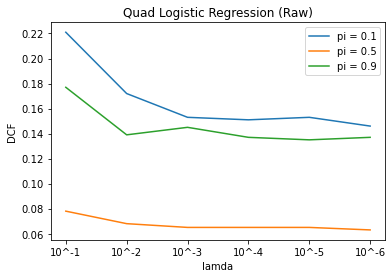 Quad Logistic Regression (Raw)
pi = 0.1
pi = 0.5
pi = 0.9
DCF
0.22
0.20
0.18
0.16
0.14
0.12
0.10
0.08
0.06
10^-1 10^-2 10^-3 10^-4 10^-5 10^-6
lamda